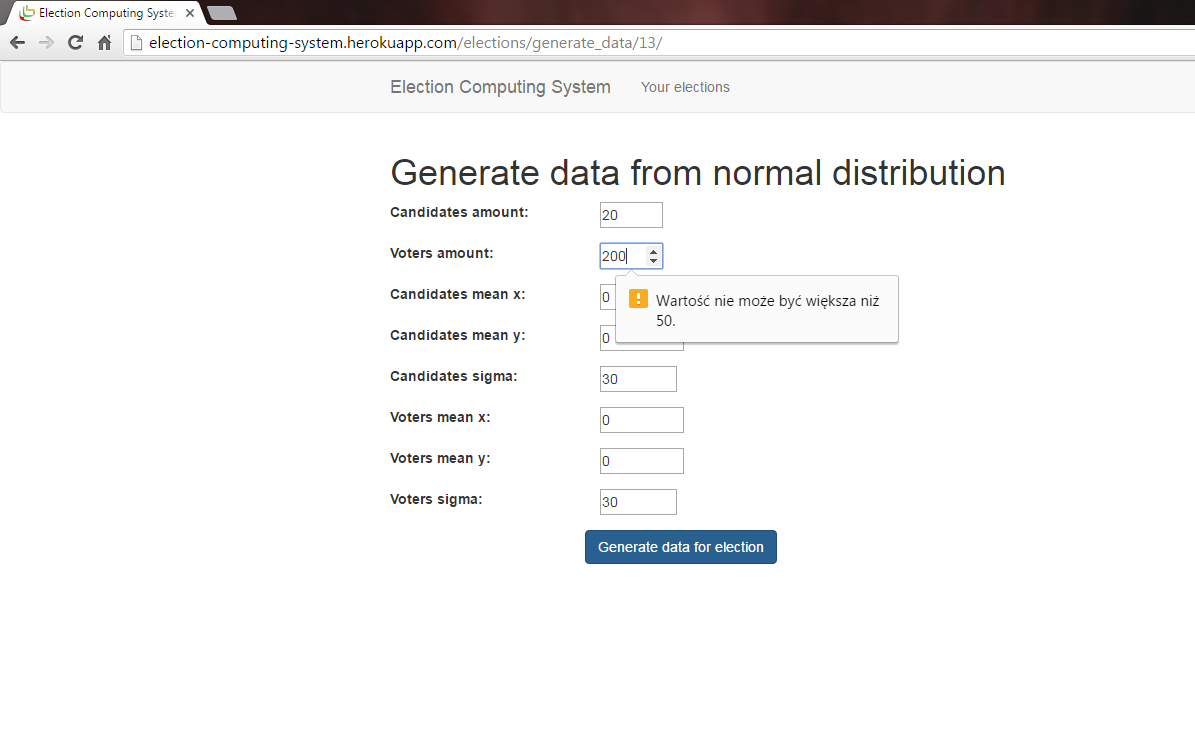 Election Computing Syste
election-computing-system.herokuapp.com/elections/generate_data/13/
Election Computing System Your elections
Generate data from normal distribution
Candidates amount: 20
Voters amount: 200
Candidates mean x: 0
Wartość nie może być większa niż
50.
Candidates mean y: 0
Candidates sigma: 30
Voters mean x: 0
Voters mean y: 0
Voters sigma: 30
Generate data for election